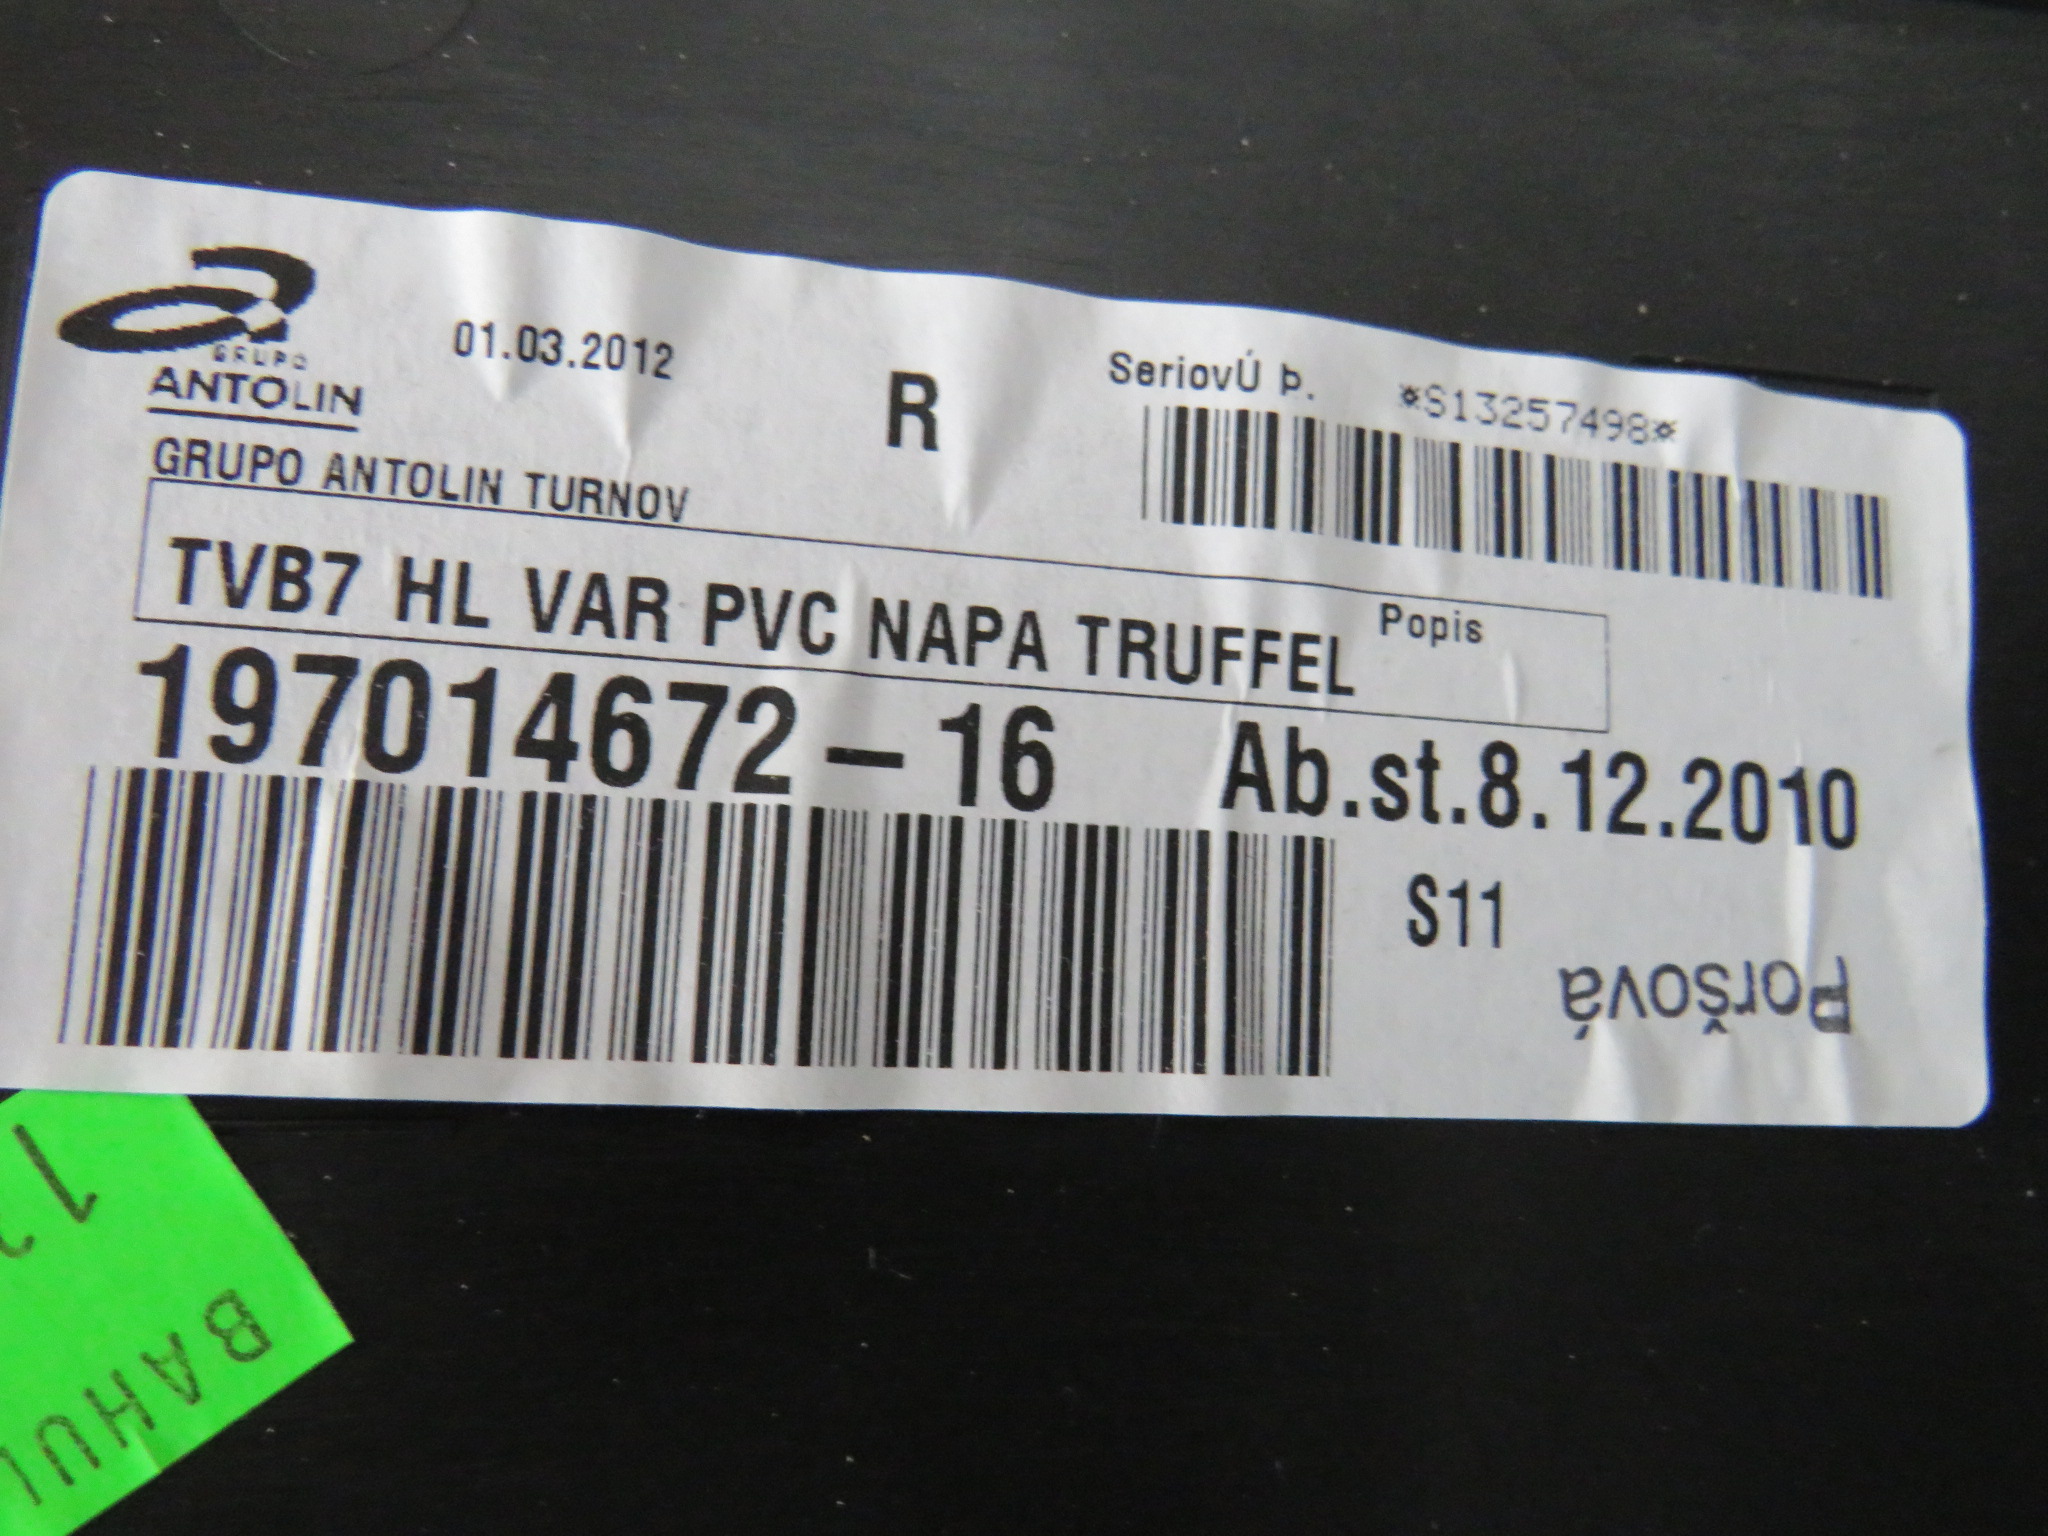 GRUPO
ANTOLIN
01.03.2012
R
SeriovÚ þ.
*S13257498*
GRUPO ANTOLIN TURNOV
TVB7 HL VAR PVC NAPA TRUFFEL
Popis
197014672-16
Ab.st.8.12.2010
S11
Poršová
1